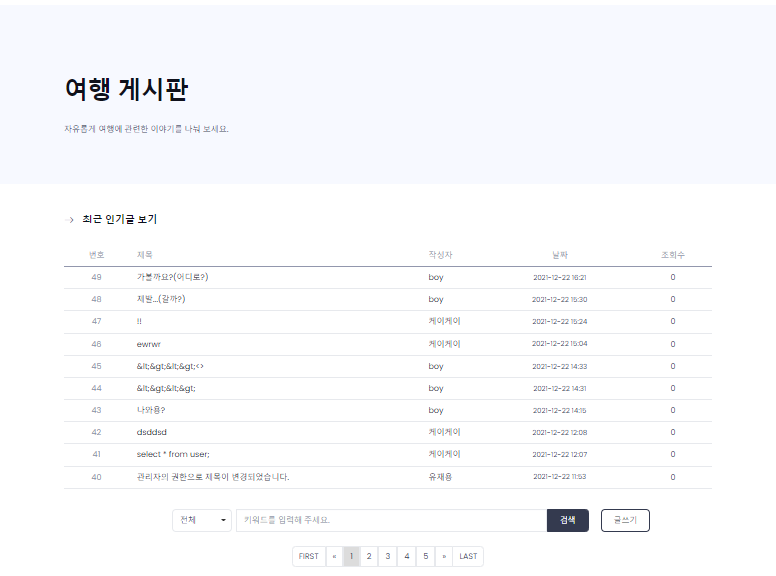 여행 게시판
자유롭게 여행에 관련한 이야기를 나눠 보세요.
→ 최근 인기글 보기
번호 제목 작성자 날짜 조회수
49 가볼까요?(어디로?) boy 2021-12-22 16:21 0
48 제발...(갈까?) boy 2021-12-22 15:30 0
47 !! 케이케이 2021-12-22 15:24 0
46 ewrwr 케이케이 2021-12-22 15:04 0
45 &lt;&gt;&lt;&gt;<> boy 2021-12-22 14:33 0
44 &lt;&gt;&lt;&gt; boy 2021-12-22 14:31 0
43 나와용? boy 2021-12-22 14:15 0
42 dsddsd 케이케이 2021-12-22 12:08 0
41 select * from user; 케이케이 2021-12-22 12:07 0
40 관리자의 권한으로 제목이 변경되었습니다. 유재용 2021-12-22 11:53 0
전체 키워드를 입력해 주세요. 검색 글쓰기
FIRST « 1 2 3 4 5 » LAST